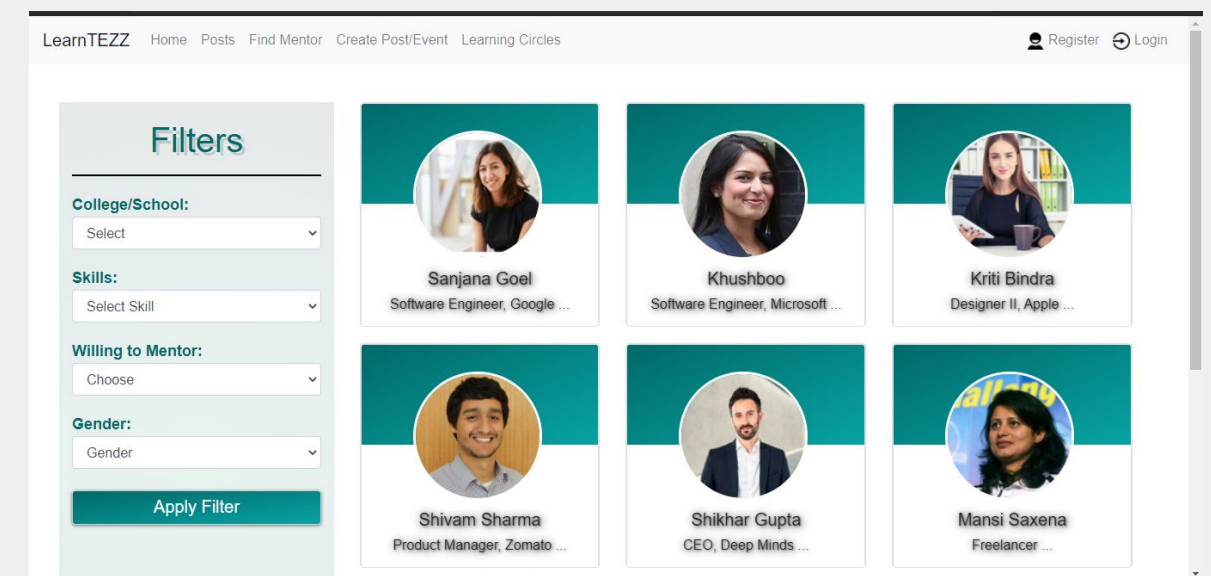 LearnTEZZ Home Posts Find Mentor Create Post/Event Learning Circles Register Login
Filters
College/School:
Select
Skills:
Select Skill
Willing to Mentor:
Choose
Gender:
Gender
Apply Filter
Sanjana Goel
Software Engineer, Google ...
Khushboo
Software Engineer, Microsoft ...
Kriti Bindra
Designer II, Apple ...
Shivam Sharma
Product Manager, Zomato ...
Shikhar Gupta
CEO, Deep Minds ...
Mansi Saxena
Freelancer ...